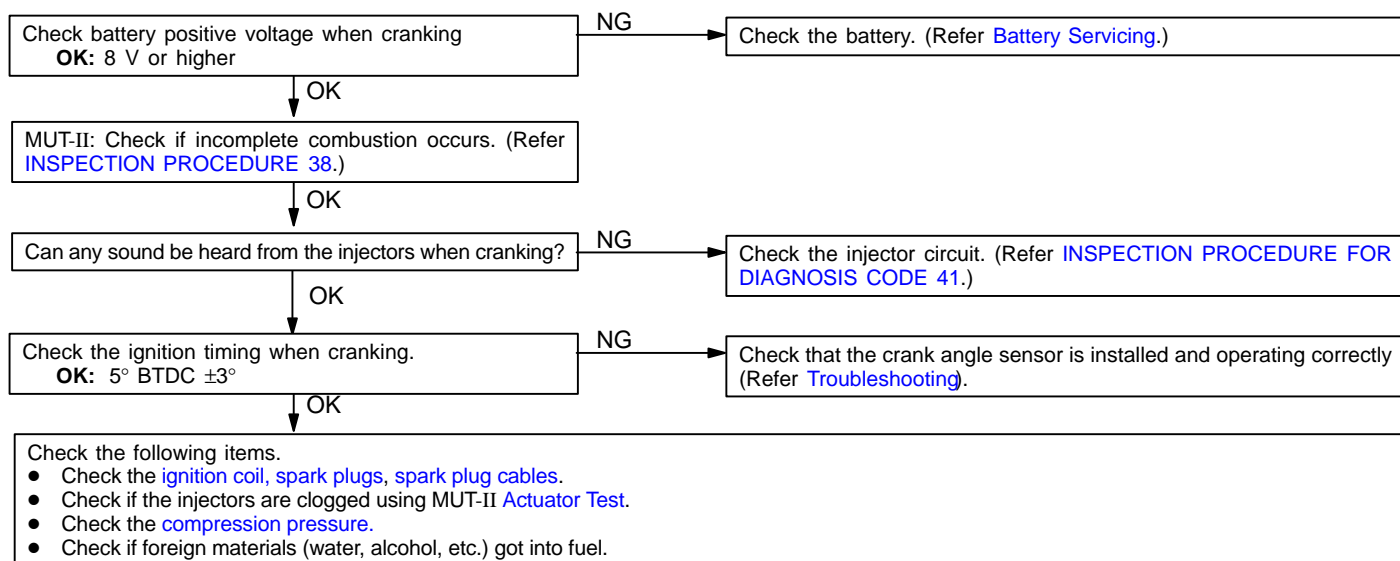 Check battery positive voltage when cranking
OK: 8 V or higher
NG
Check the battery. (Refer Battery Servicing.)
OK
MUT-II: Check if incomplete combustion occurs. (Refer
INSPECTION PROCEDURE 38.)
OK
Can any sound be heard from the injectors when cranking?
NG
Check the injector circuit. (Refer INSPECTION PROCEDURE FOR
DIAGNOSIS CODE 41.)
OK
Check the ignition timing when cranking.
OK: 5° BTDC ±3°
NG
Check that the crank angle sensor is installed and operating correctly
(Refer Troubleshooting).
OK
Check the following items.
● Check the ignition coil, spark plugs, spark plug cables.
● Check if the injectors are clogged using MUT-II Actuator Test.
● Check the compression pressure.
● Check if foreign materials (water, alcohol, etc.) got into fuel.